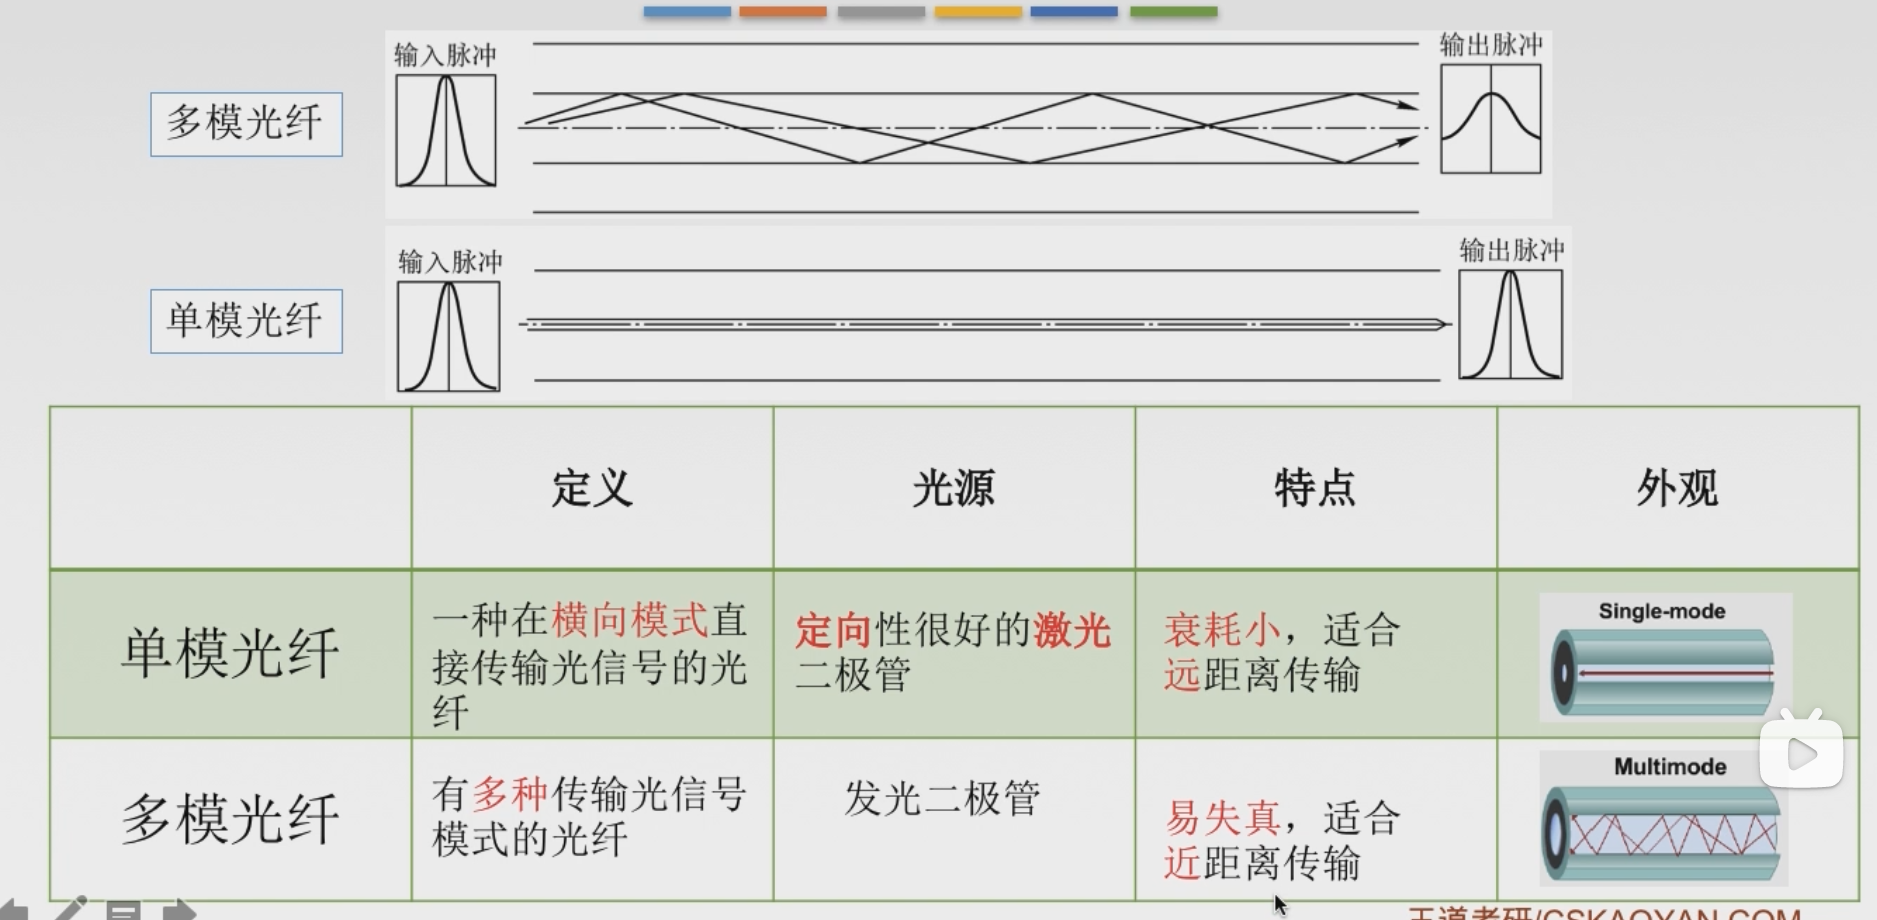 输入脉冲
输出脉冲
多模光纤
输入脉冲
输出脉冲
单模光纤
定义
光源
特点
外观
单模光纤
一种在横向模式直
接传输光信号的光
纤
定向性很好的激光
二极管
衰耗小，适合
远距离传输
Single-mode
多模光纤
有多种传输光信号
模式的光纤
发光二极管
易失真，适合
近距离传输
Multimode
王道考研/CSKAOYAN.COM